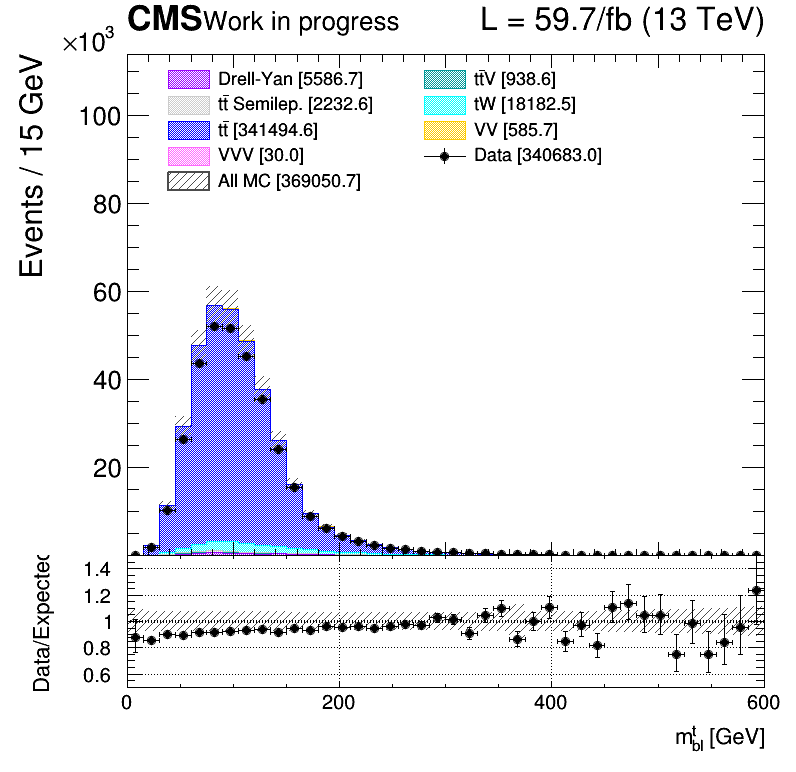 CMS Work in progress L = 59.7/fb (13 TeV)
×10³
Events / 15 GeV
Drell-Yan [5586.7]
tt̄ Semilep. [2232.6]
tt̄ [341494.6]
VVV [30.0]
All MC [369050.7]
tt̄V [938.6]
tW [18182.5]
VV [585.7]
Data [340683.0]
100
80
60
40
20
Data/Expected
1.4
1.2
1
0.8
0.6
0 200 400 600
m^t_bl [GeV]